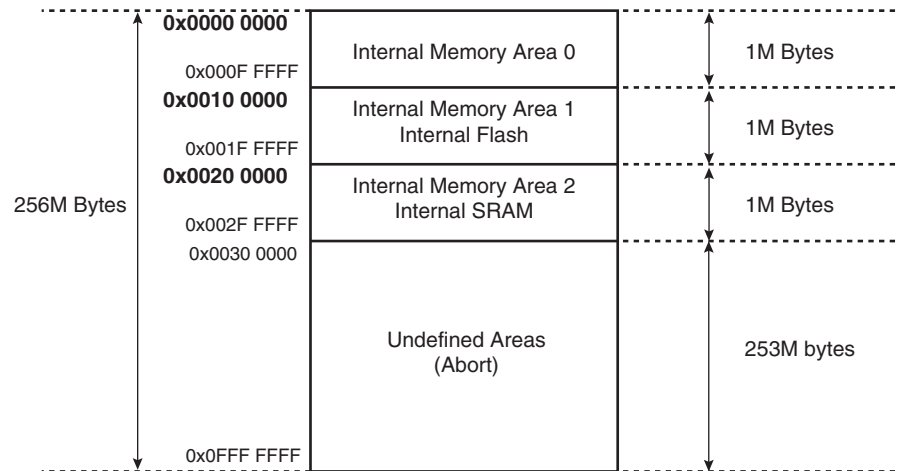 0x0000 0000
Internal Memory Area 0
1M Bytes
0x000F FFFF
0x0010 0000
Internal Memory Area 1
Internal Flash
1M Bytes
0x001F FFFF
0x0020 0000
Internal Memory Area 2
Internal SRAM
1M Bytes
256M Bytes
0x002F FFFF
0x0030 0000
Undefined Areas
(Abort)
253M bytes
0x0FFF FFFF